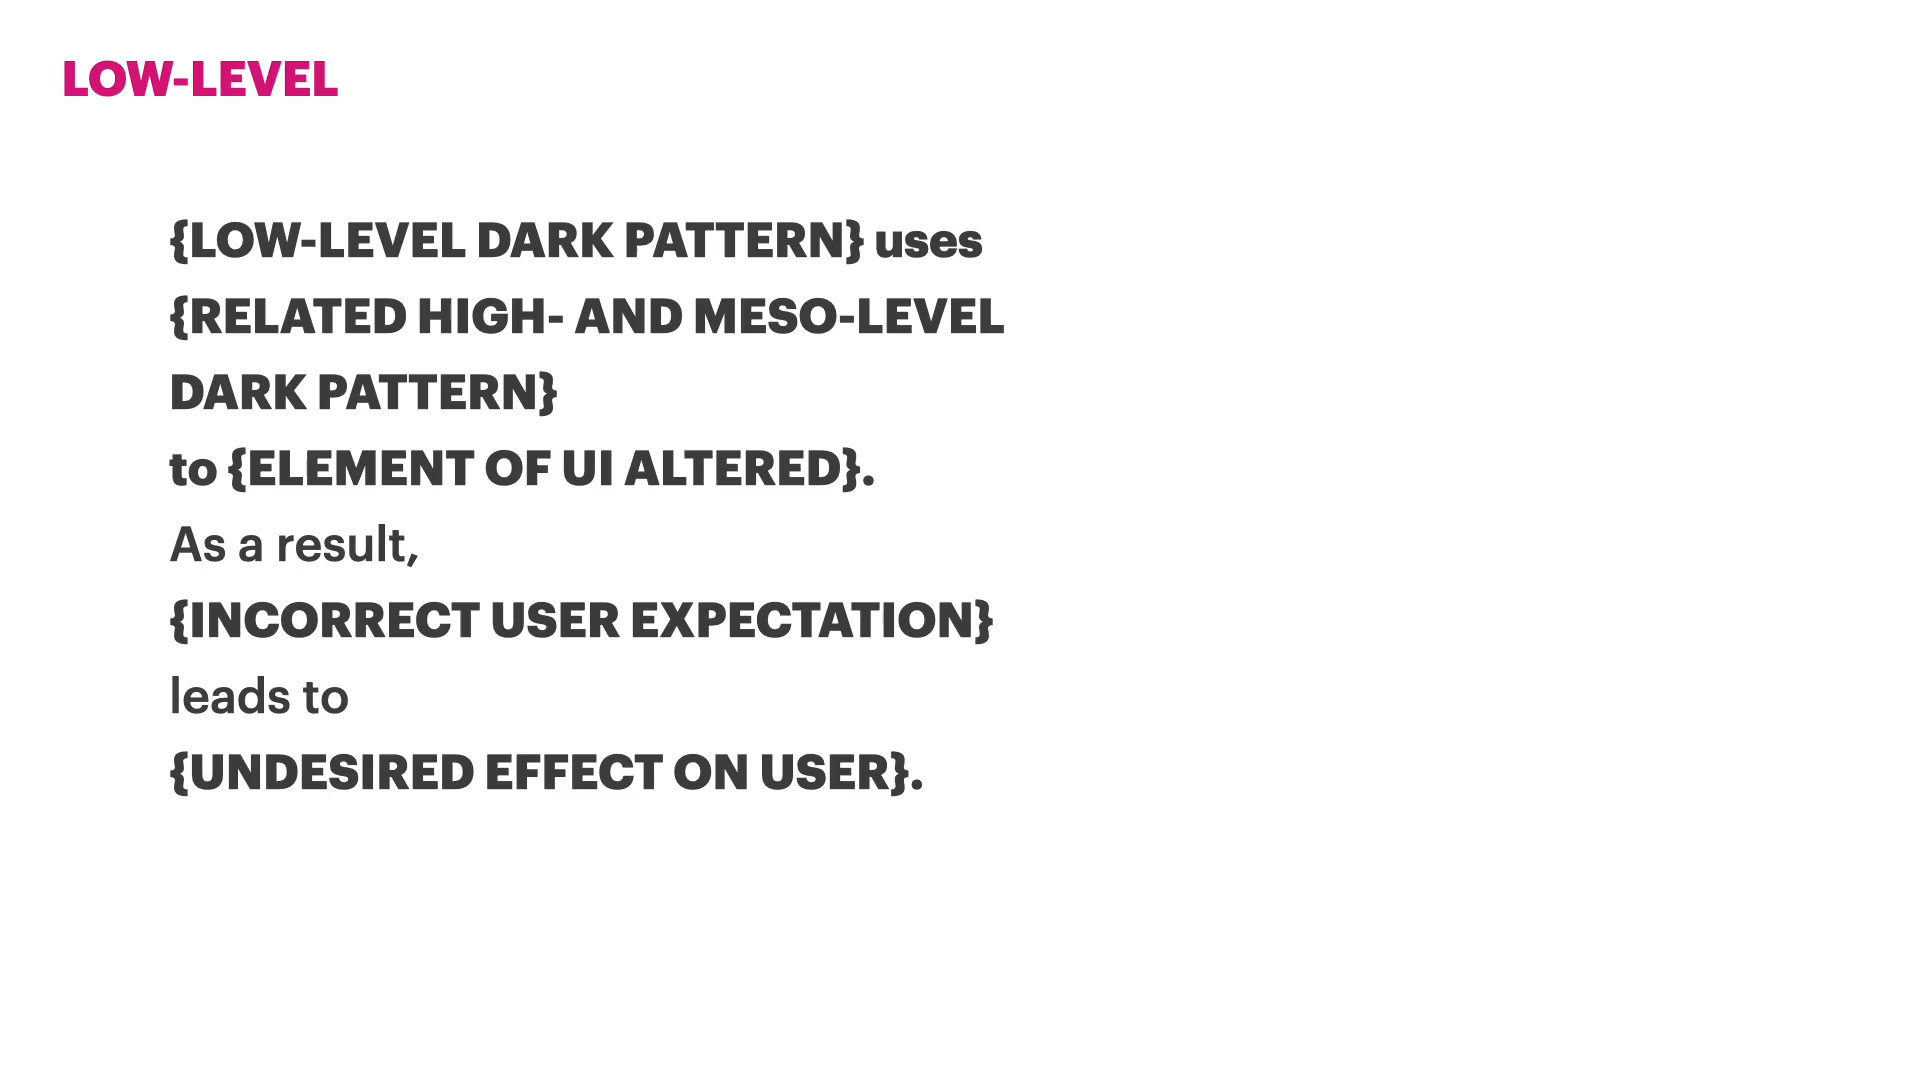 LOW-LEVEL
{LOW-LEVEL DARK PATTERN} uses
{RELATED HIGH- AND MESO-LEVEL
DARK PATTERN}
to {ELEMENT OF UI ALTERED}.
As a result,
{INCORRECT USER EXPECTATION}
leads to
{UNDESIRED EFFECT ON USER}.